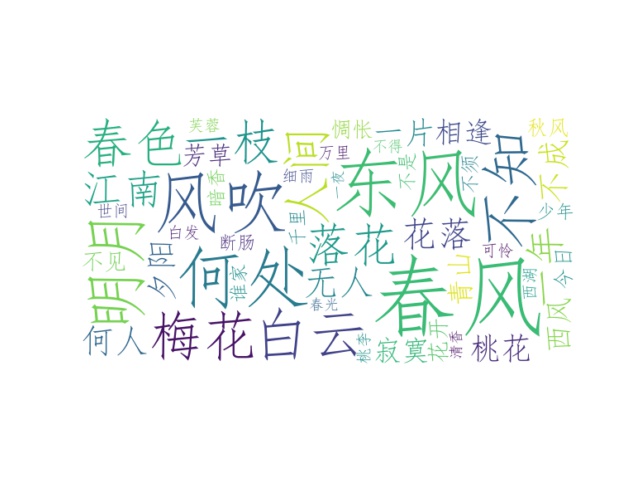 春色
芙蓉
一枝
芳草
江南
暗香
风吹
人间
惆怅
一片
相逢
不得
万里
东风
不是
不须
不知
秋风
不成
细雨
一夜
世间
白发
断肠
千里
落花
花落
可怜
少年
一年
明月
不见
夕阳
何处
谁家
无人
春光
春风
青山
西湖
今日
西风
何人
梅花
白云
桃李
寂寞
花开
清香
桃花